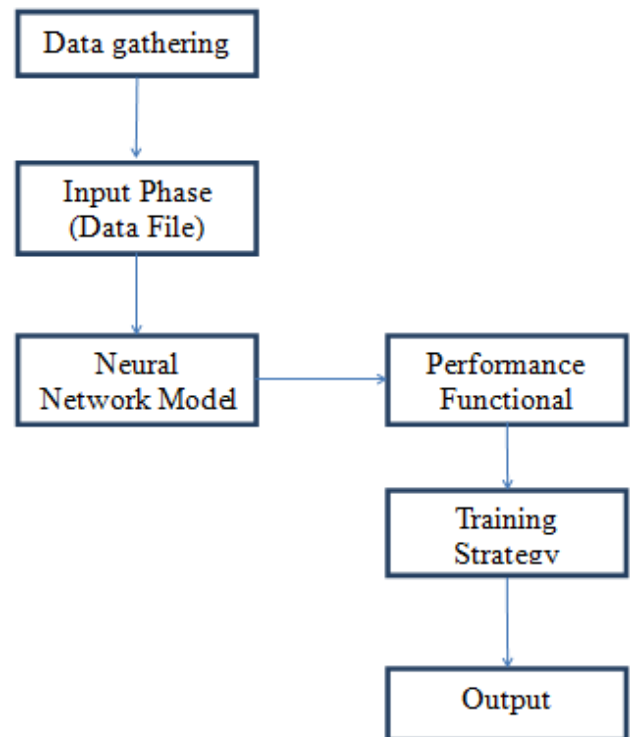 Data gathering
Input Phase
(Data File)
Neural
Network Model
Performance
Functional
Training
Strategy
Output